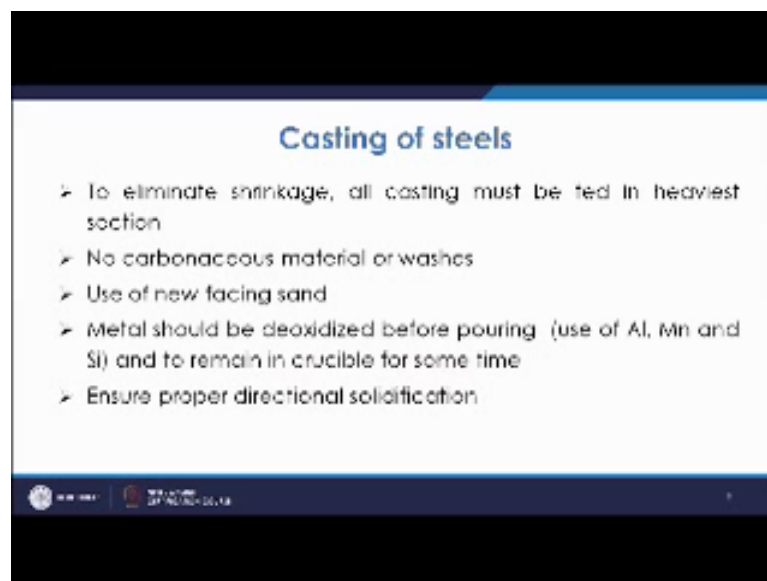 Casting of steels
➢ To eliminate shrinkage, all casting must be fed in heaviest
section
➢ No carbonaceous material or washes
➢ Use of new facing sand
➢ Metal should be deoxidized before pouring (use of Al, Mn and
Si) and to remain in crucible for some time
➢ Ensure proper directional solidification